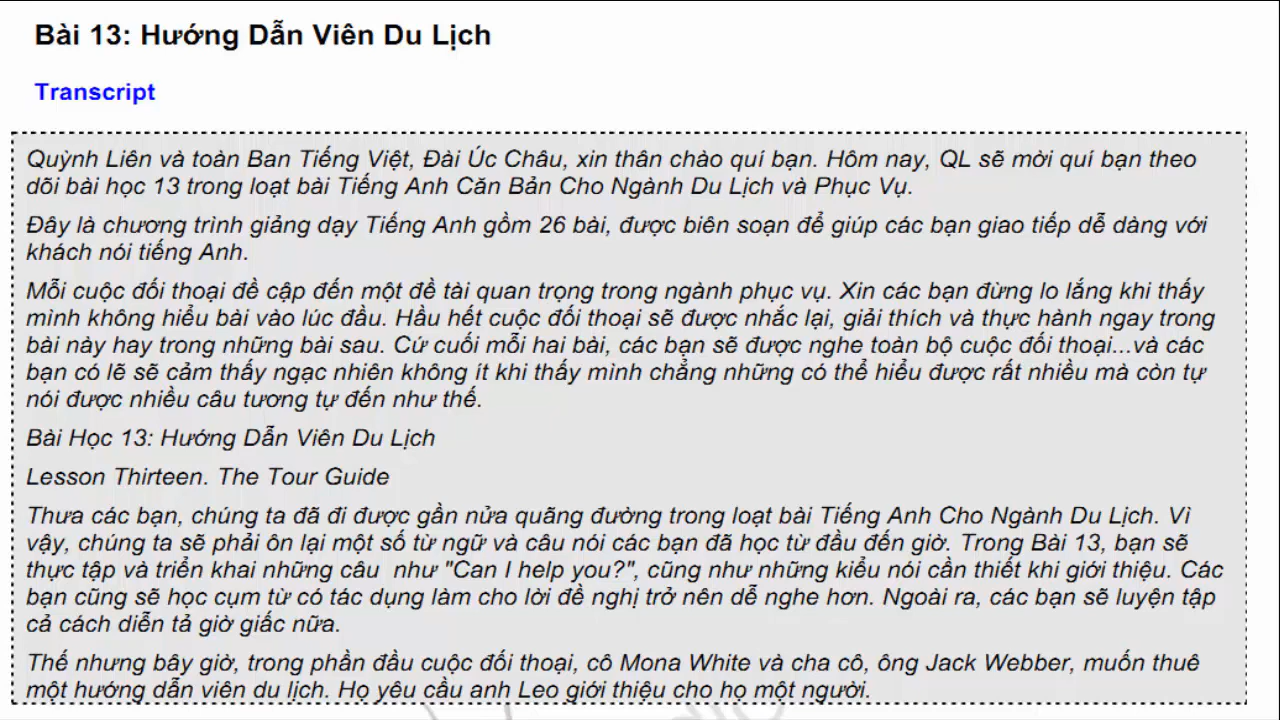 Bài 13: Hướng Dẫn Viên Du Lịch
Transcript
Quỳnh Liên và toàn Ban Tiếng Việt, Đài Úc Châu, xin thân chào quí bạn. Hôm nay, QL sẽ mời quí bạn theo
dõi bài học 13 trong loạt bài Tiếng Anh Căn Bản Cho Ngành Du Lịch và Phục Vụ.
Đây là chương trình giảng dạy Tiếng Anh gồm 26 bài, được biên soạn để giúp các bạn giao tiếp dễ dàng với
khách nói tiếng Anh.
Mỗi cuộc đối thoại đề cập đến một đề tài quan trọng trong ngành phục vụ. Xin các bạn đừng lo lắng khi thấy
mình không hiểu bài vào lúc đầu. Hầu hết cuộc đối thoại sẽ được nhắc lại, giải thích và thực hành ngay trong
bài này hay trong những bài sau. Cứ cuối mỗi hai bài, các bạn sẽ được nghe toàn bộ cuộc đối thoại...và các
bạn có lẽ sẽ cảm thấy ngạc nhiên không ít khi thấy mình chẳng những có thể hiểu được rất nhiều mà còn tự
nói được nhiều câu tương tự đến như thế.
Bài Học 13: Hướng Dẫn Viên Du Lịch
Lesson Thirteen. The Tour Guide
Thưa các bạn, chúng ta đã đi được gần nửa quãng đường trong loạt bài Tiếng Anh Cho Ngành Du Lịch. Vì
vậy, chúng ta sẽ phải ôn lại một số từ ngữ và câu nói các bạn đã học từ đầu đến giờ. Trong Bài 13, bạn sẽ
thực tập và triển khai những câu  như "Can I help you?", cũng như những kiểu nói cần thiết khi giới thiệu. Các
bạn cũng sẽ học cụm từ có tác dụng làm cho lời đề nghị trở nên dễ nghe hơn. Ngoài ra, các bạn sẽ luyện tập
cả cách diễn tả giờ giấc nữa.
Thế nhưng bây giờ, trong phần đầu cuộc đối thoại, cô Mona White và cha cô, ông Jack Webber, muốn thuê
một hướng dẫn viên du lịch. Họ yêu cầu anh Leo giới thiệu cho họ một người.